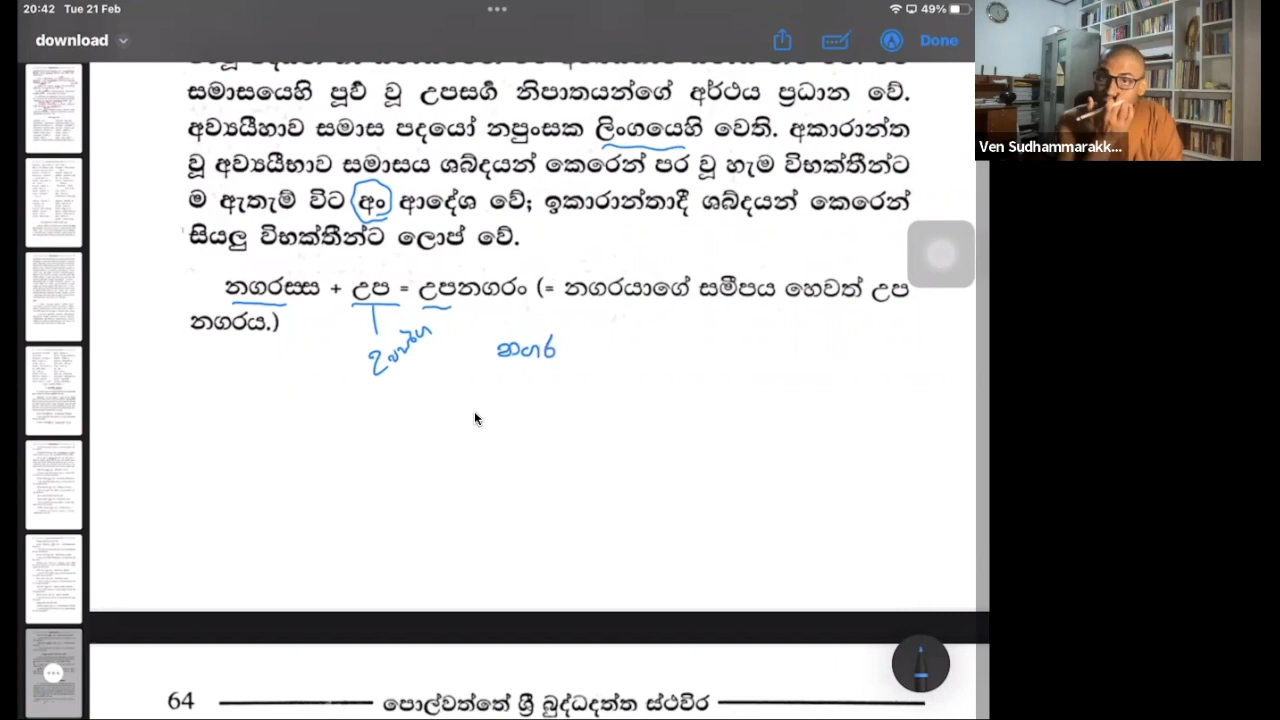 20:42 Tue 21 Feb
49%
download
Done
Ven Sudhammarakk...
සමාසයෙහි පූර්‍ව වූ උපසර්‍ග නිපාතයන්ගේ අර්ථය ප්‍රධාන වේ.
අව්‍යයීභාව සමාස පදයෝ නපුංසක ලිංගයෙහි වෙති. අකාරාන්ත
වූ අව්‍යයීභාව සමාසය ශබ්දයන් කෙරෙන් පර වූ හැම විභක්තීන්ට
ම ඇතැම් විට අං ආදේශ වේ; ඉකාරාන්තාදී ශබ්දයන් කෙරෙන්
සියලු විභක්තීන්ට ලොප් වේ.
නගරස්ස + උප = උපනගරං (= නගරයාගේ සමීපය හෙවත් උප
නගරය.)
උපසර්ග
නගර
64 පොල්වත්තේ ශ්‍රී බුද්ධදත්ත ස්ථවිර